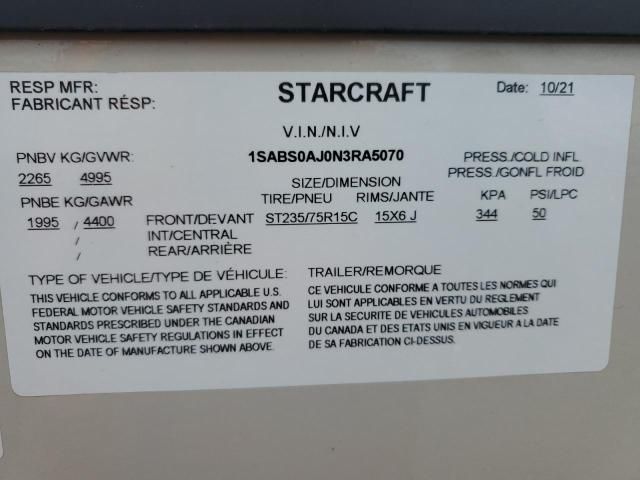 RESP MFR:
FABRICANT RÉSP:
STARCRAFT
Date: 10/21
V.I.N./N.I.V
PNBV KG/GVWR:
1SABS0AJ0N3RA5070
PRESS./COLD INFL
PRESS./GONFL FROID
2265 4995
SIZE/DIMENSION
PNBE KG/GAWR
TIRE/PNEU RIMS/JANTE
KPA PSI/LPC
1995 / 4400 FRONT/DEVANT ST235/75R15C 15X6 J 344 50
/ INT/CENTRAL
/ REAR/ARRIÈRE
TYPE OF VEHICLE/TYPE DE VÉHICULE:
TRAILER/REMORQUE
THIS VEHICLE CONFORMS TO ALL APPLICABLE U.S.
FEDERAL MOTOR VEHICLE SAFETY STANDARDS AND
STANDARDS PRESCRIBED UNDER THE CANADIAN
MOTOR VEHICLE SAFETY REGULATIONS IN EFFECT
ON THE DATE OF MANUFACTURE SHOWN ABOVE.
CE VEHICULE CONFORME A TOUTES LES NORMES QUI
LUI SONT APPLICABLES EN VERTU DU REGLEMENT
SUR LA SECURITE DE VEHICULES AUTOMOBILES
DU CANADA ET DES ETATS UNIS EN VIGUEUR A LA DATE
DE SA FABRICATION CI-DESSUS.